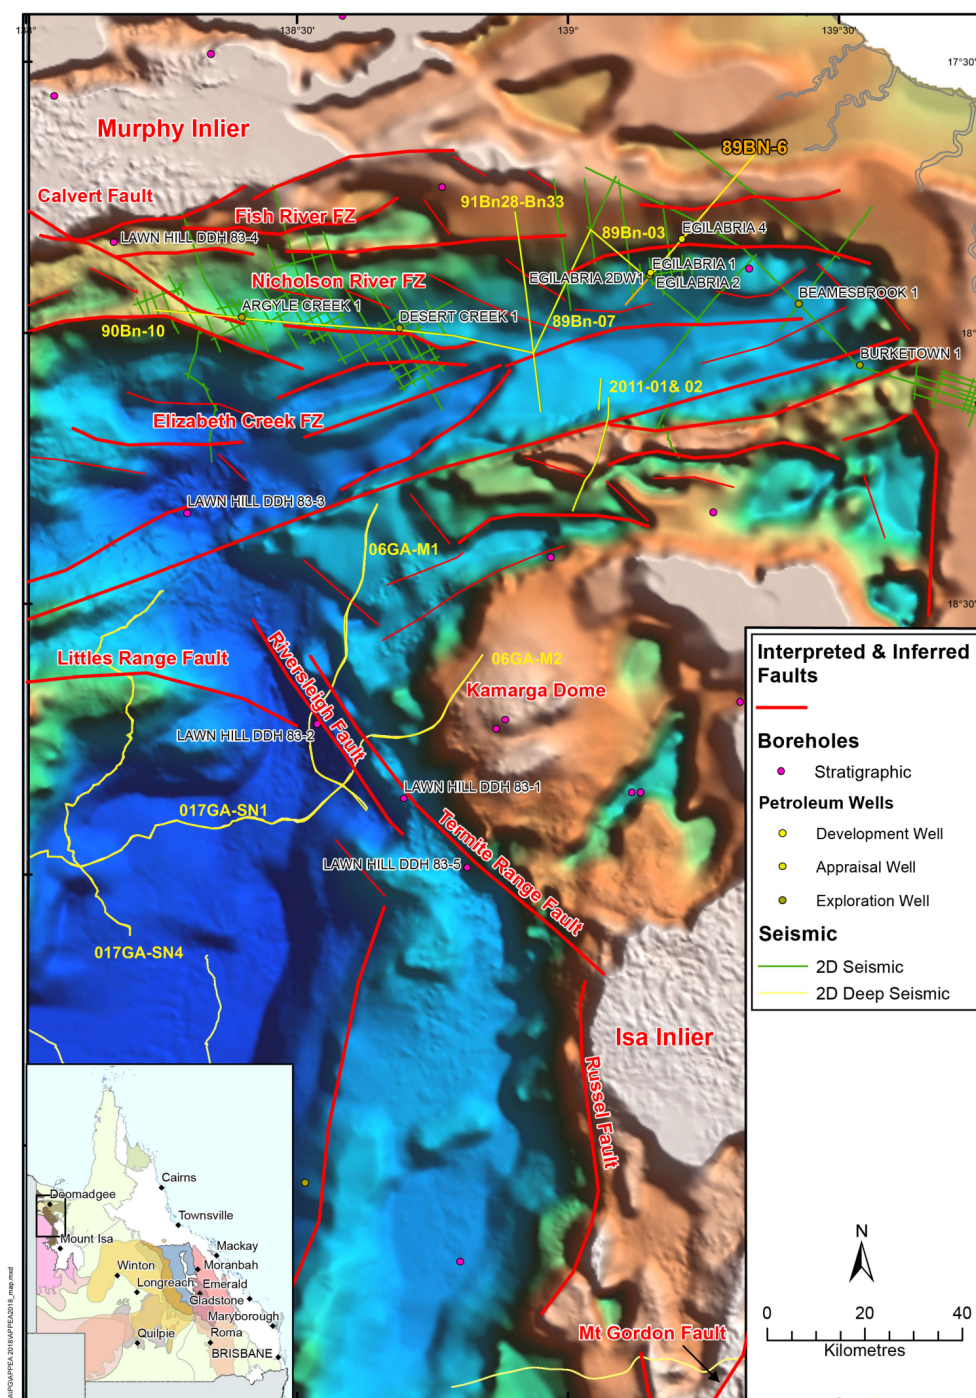 138°
138°30'
139°
139°30'
17°30'
Murphy Inlier
89BN-6
Calvert Fault
91Bn28-Bn33
Fish River FZ
89Bn-03
EGILABRIA 4
LAWN HILL DDH 83-4
EGILABRIA 1
EGILABRIA 2DW1
EGILABRIA 2
Nicholson River FZ
BEAMESBROOK 1
ARGYLE CREEK 1
DESERT CREEK 1
89Bn-07
90Bn-10
18°
BURKETOWN 1
2011-01& 02
Elizabeth Creek FZ
LAWN HILL DDH 83-3
06GA-M1
18°30'
Littles Range Fault
Riversleigh Fault
06GA-M2
Kamarga Dome
LAWN HILL DDH 83-2
LAWN HILL DDH 83-1
017GA-SN1
Termite Range Fault
LAWN HILL DDH 83-5
017GA-SN4
Isa Inlier
Russel Fault
Mt Gordon Fault
Interpreted & Inferred
Faults
Boreholes
Stratigraphic
Petroleum Wells
Development Well
Appraisal Well
Exploration Well
Seismic
2D Seismic
2D Deep Seismic
N
0 20 40
Kilometres
Cairns
Doomadgee
Townsville
Mount Isa
Mackay
Moranbah
Winton
Longreach
Emerald
Gladstone
Maryborough
Quilpie
Roma
BRISBANE